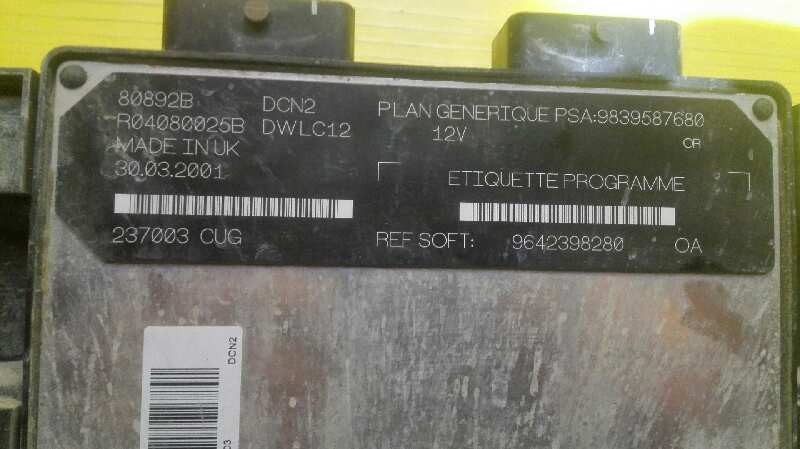 80892B DCN2 PLAN GENERIQUE PSA:9839587680
R04080025B DWLC12 12V OR
MADE IN UK
30.03.2001
ETIQUETTE PROGRAMME
237003 CUG REF SOFT: 9642398280 OA
DCN2